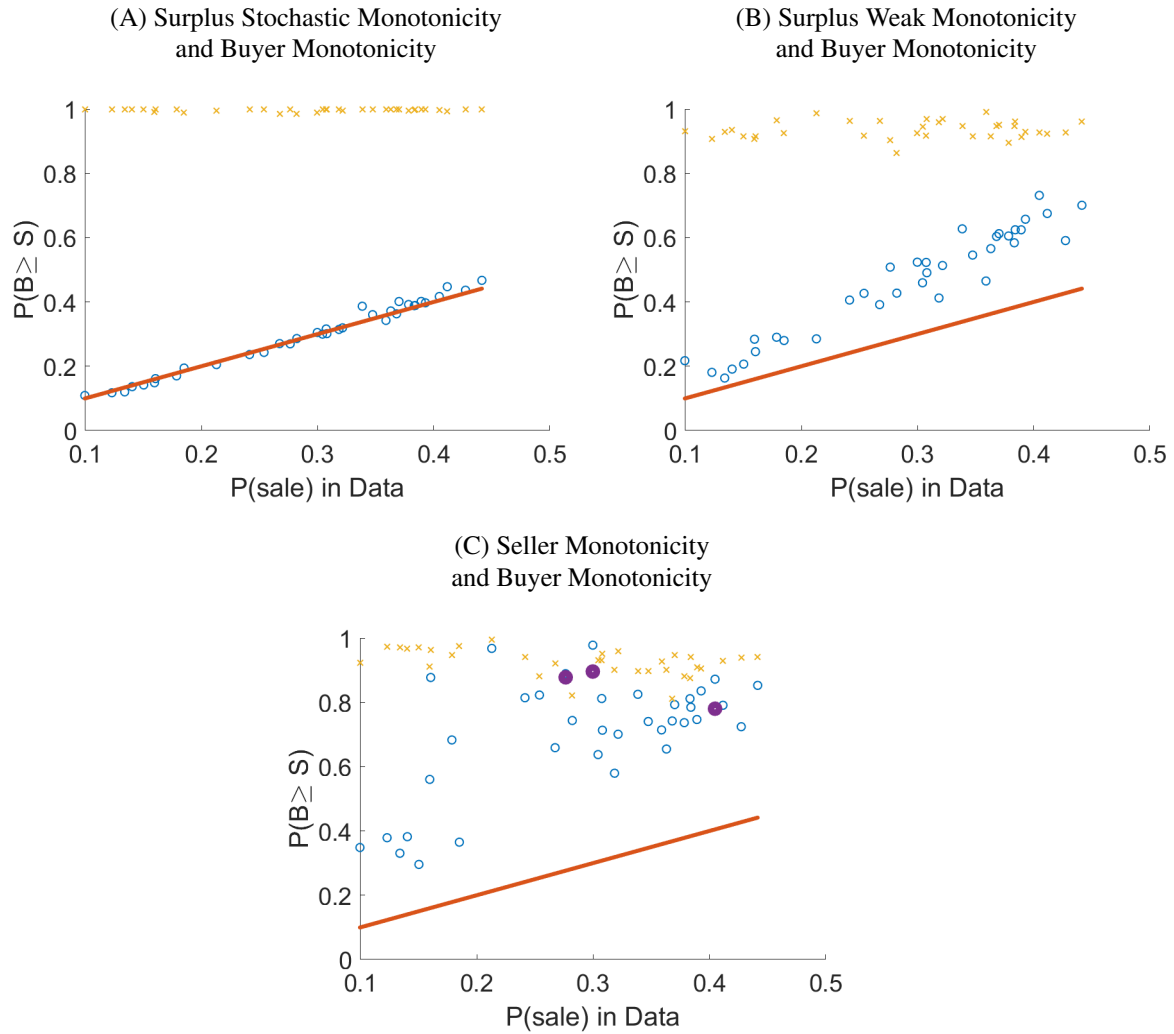 (A) Surplus Stochastic Monotonicity
and Buyer Monotonicity
1
0.8
0.6
0.4
0.2
0
P(B≥ S)
0.1 0.2 0.3 0.4 0.5
P(sale) in Data
(B) Surplus Weak Monotonicity
and Buyer Monotonicity
1
0.8
0.6
0.4
0.2
0
P(B≥ S)
0.1 0.2 0.3 0.4 0.5
P(sale) in Data
(C) Seller Monotonicity
and Buyer Monotonicity
1
0.8
0.6
0.4
0.2
0
P(B≥ S)
0.1 0.2 0.3 0.4 0.5
P(sale) in Data